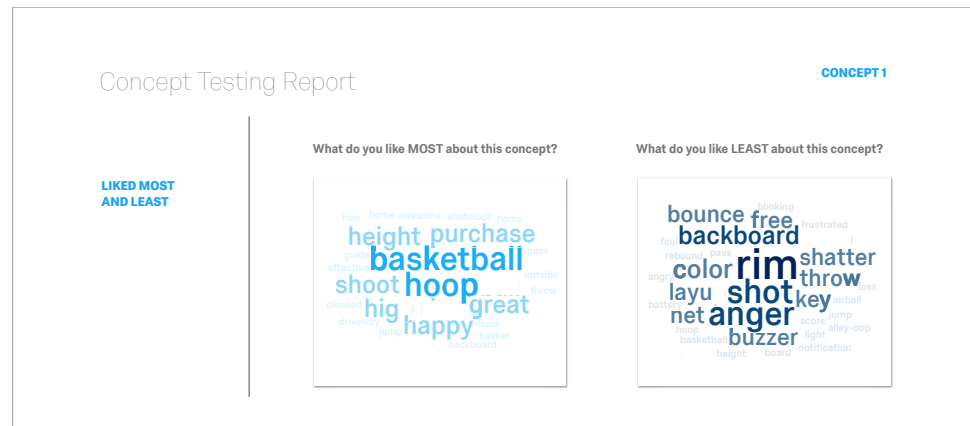 Concept Testing Report
CONCEPT 1
LIKED MOST
AND LEAST
What do you like MOST about this concept?
free home awesome shotclock home
height purchase
guide basketball pass
effective
shoot hoop outside
throw
pleased hig great
driveway happy clock
jump basket
backboard
What do you like LEAST about this concept?
blinking
bounce free frustrated
foul backboard
rebound pass rim shatter
angry color throw
loss
layu shot key
battery airball
net anger jump
score
hoop alley-oop
basketball buzzer light
notification
height board